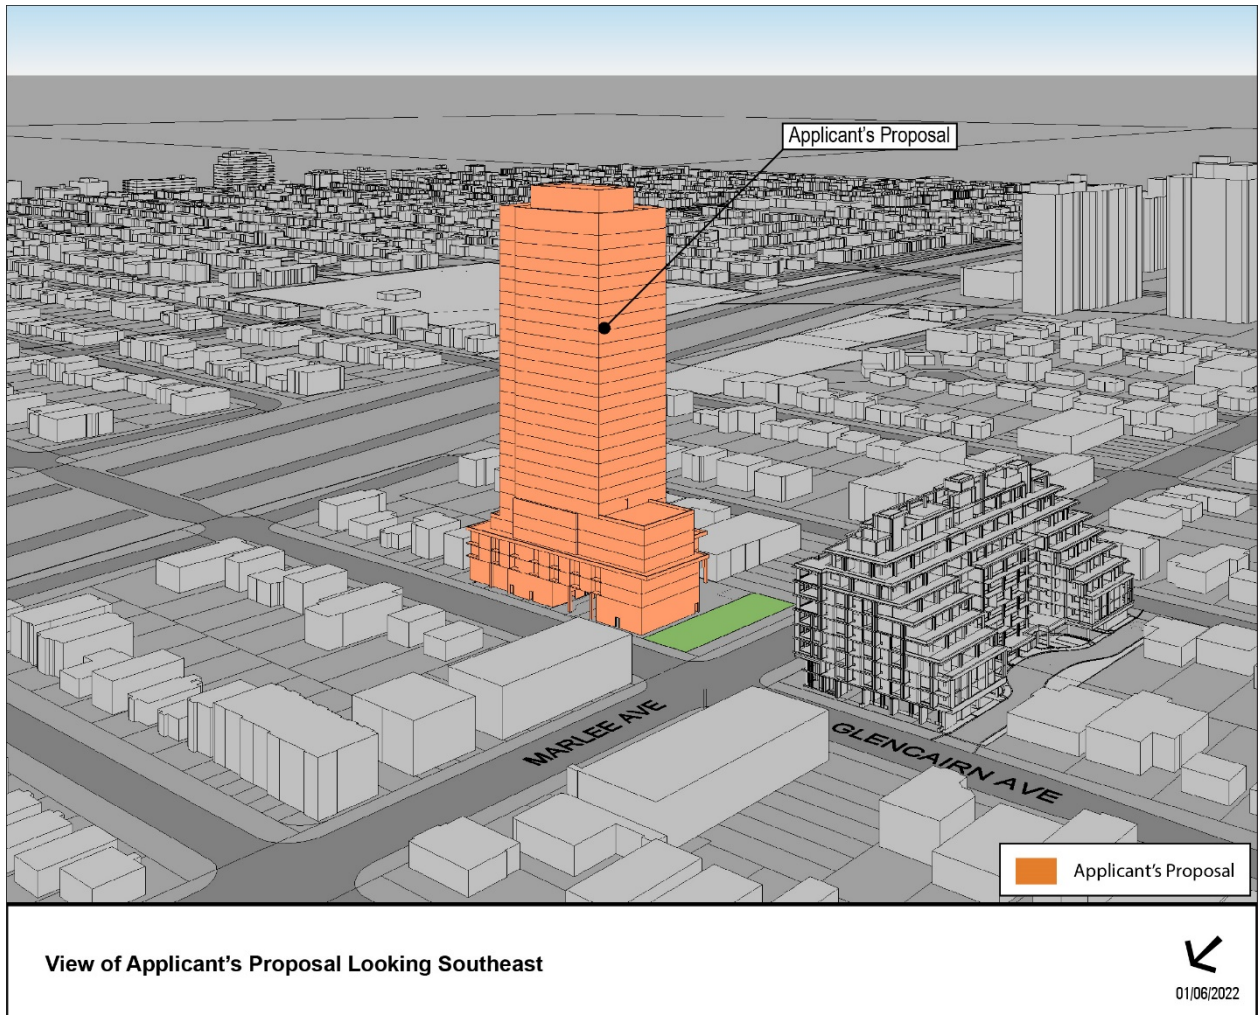 Applicant's Proposal
MARLEE AVE
GLENCAIRN AVE
Applicant's Proposal
View of Applicant's Proposal Looking Southeast
01/06/2022